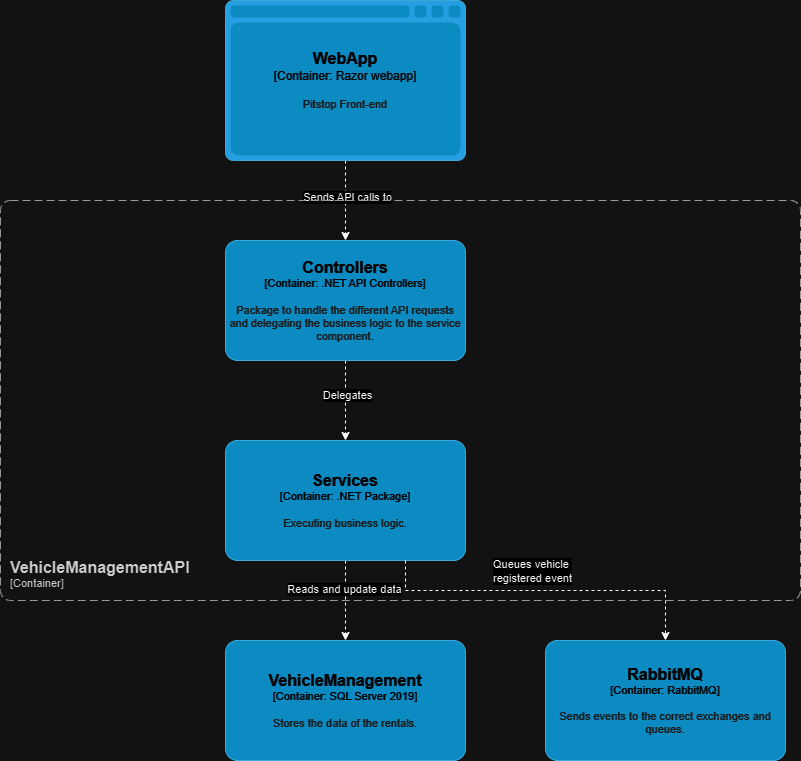 WebApp
[Container: Razor webapp]
Pitstop Front-end
Sends API calls to
Controllers
[Container: .NET API Controllers]
Package to handle the different API requests
and delegating the business logic to the service
component.
Delegates
Services
[Container: .NET Package]
Executing business logic.
VehicleManagementAPI
[Container]
Queues vehicle
registered event
Reads and update data
VehicleManagement
[Container: SQL Server 2019]
Stores the data of the rentals.
RabbitMQ
[Container: RabbitMQ]
Sends events to the correct exchanges and
queues.